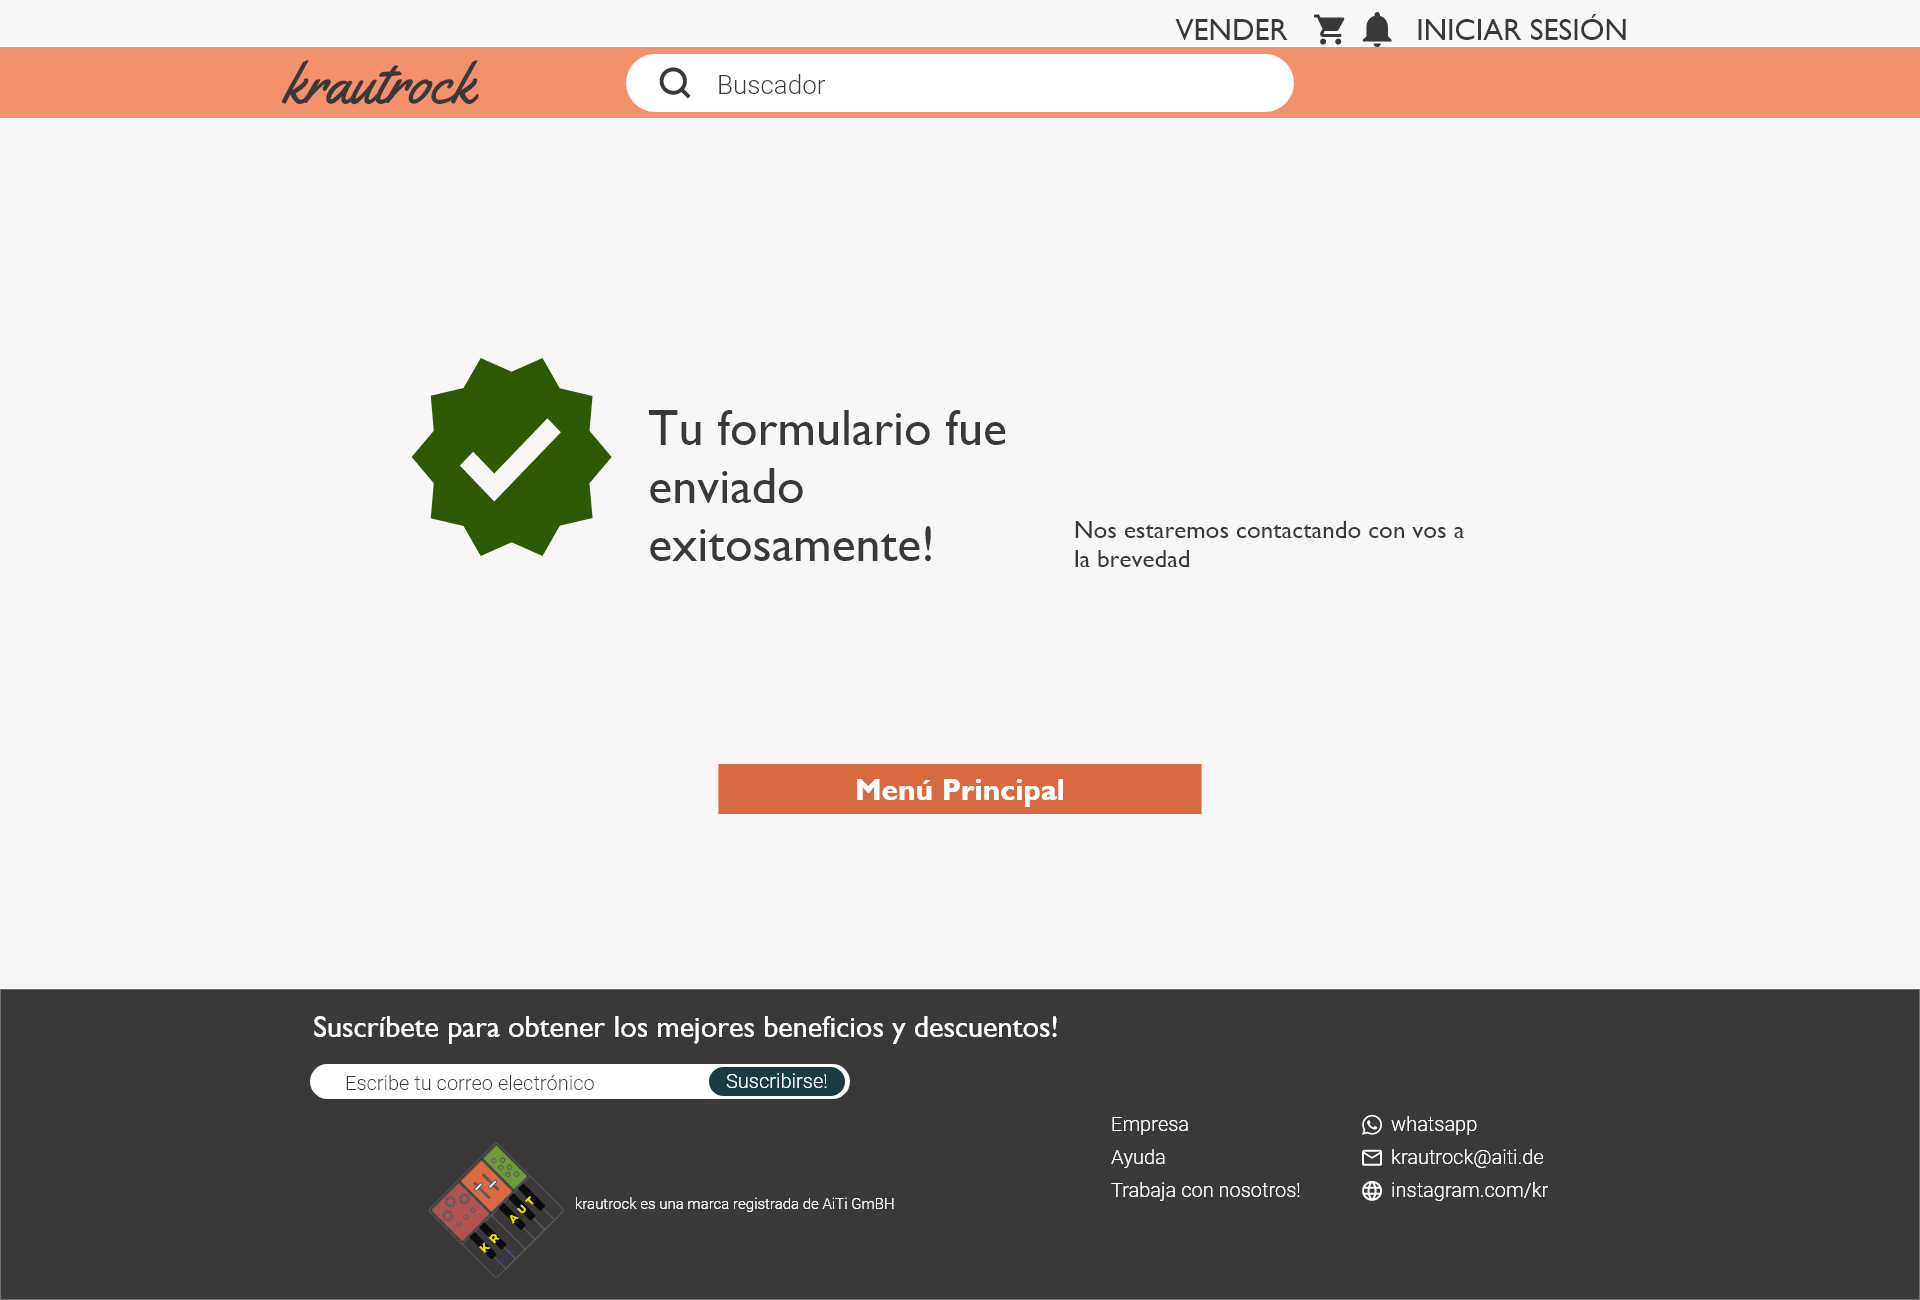 VENDER INICIAR SESIÓN
krautrock
Buscador
Tu formulario fue
enviado
exitosamente!
Nos estaremos contactando con vos a
la brevedad
Menú Principal
Suscríbete para obtener los mejores beneficios y descuentos!
Escribe tu correo electrónico
Suscribirse!
KR AUT
krautrock es una marca registrada de AiTi GmBH
Empresa
Ayuda
Trabaja con nosotros!
whatsapp
krautrock@aiti.de
instagram.com/kr